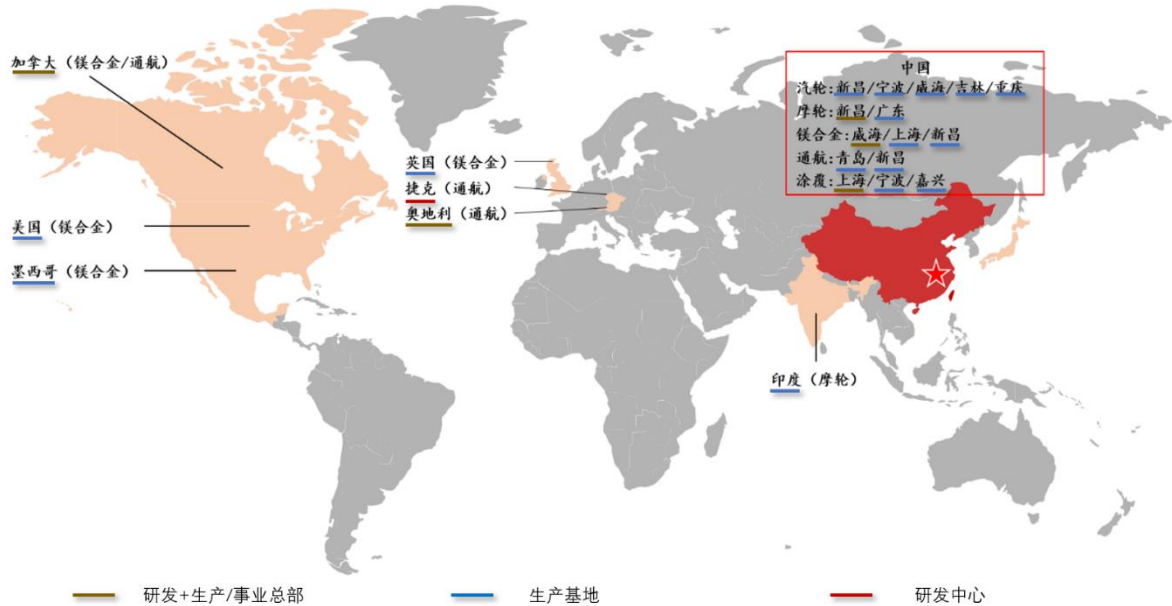 加拿大（镁合金/通航）
美国（镁合金）
墨西哥（镁合金）
英国（镁合金）
捷克（通航）
奥地利（通航）
中国
汽轮:新昌/宁波/威海/吉林/重庆
摩轮:新昌/广东
镁合金:威海/上海/新昌
通航:青岛/新昌
涂覆:上海/宁波/嘉兴
印度（摩轮）
研发+生产/事业总部
生产基地
研发中心